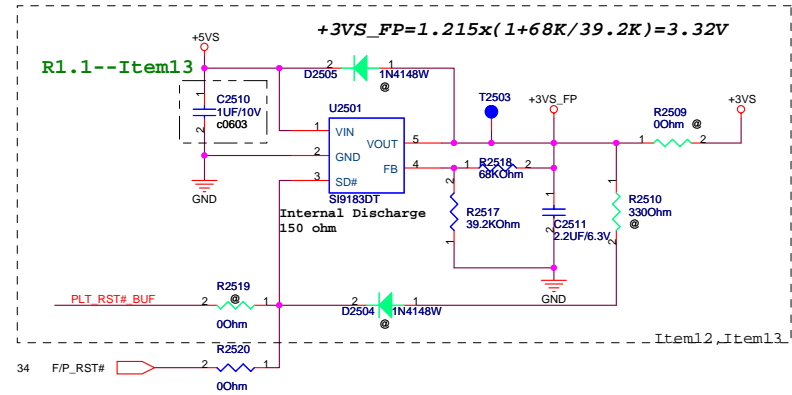 +3VS_FP=1.215x(1+68K/39.2K)=3.32V
+5VS
R1.1--Item13
2 1
D2505 1N4148W
@
1
C2510
1UF/10V
c0603
2
U2501
T2503
+3VS_FP
R2509
0Ohm @
+3VS
1 VIN
VOUT 5
1 2
2 GND
FB 4
1 R2518 2
68KOhm
3 SD#
GND
SI9183DT
Internal Discharge
150 ohm
2
R2517
39.2KOhm
1
1
C2511
2.2UF/6.3V
2
1
R2510
330Ohm
@
2
GND
R2519
PLT_RST#_BUF 2 @ 1
0Ohm
2 1
D2504 1N4148W
@
Item12,Item13
R2520
34 F/P_RST# 2 1
0Ohm